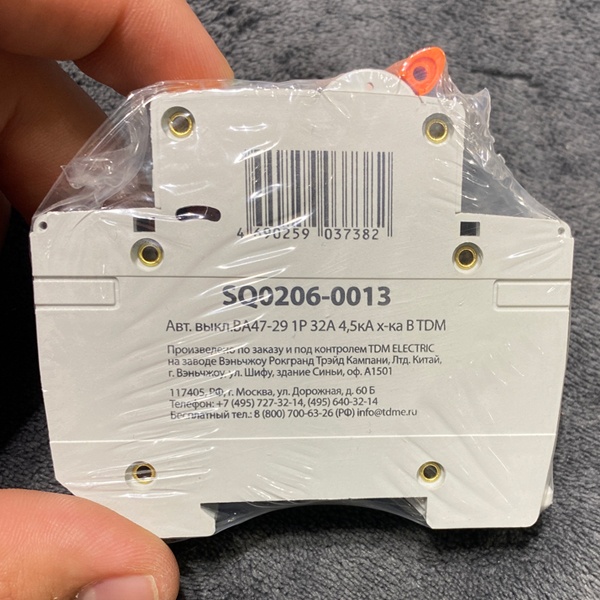 4 690259 037382
SQ0206-0013
Авт. выкл.ВА47-29 1Р 32А 4,5кА х-ка В TDM
Произведено по заказу и под контролем TDM ELECTRIC
на заводе Вэньчжоу Рокгранд Трэйд Кампани, Лтд. Китай,
г. Вэньчжоу, ул. Шифу, здание Синьи, оф. А1501
117405, РФ, г. Москва, ул. Дорожная, д. 60 Б
Телефон: +7 (495) 727-32-14, (495) 640-32-14
Бесплатный тел.: 8 (800) 700-63-26 (РФ) info@tdme.ru